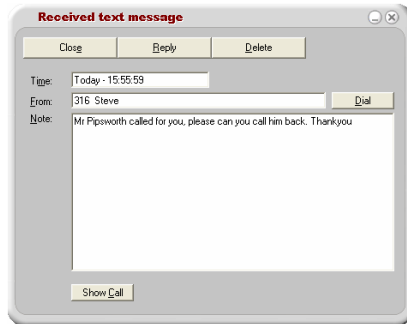 Received text message
Close Reply Delete
Time: Today - 15:55:59
From: 316 Steve Dial
Note: Mr Pipsworth called for you, please can you call him back. Thankyou
Show Call